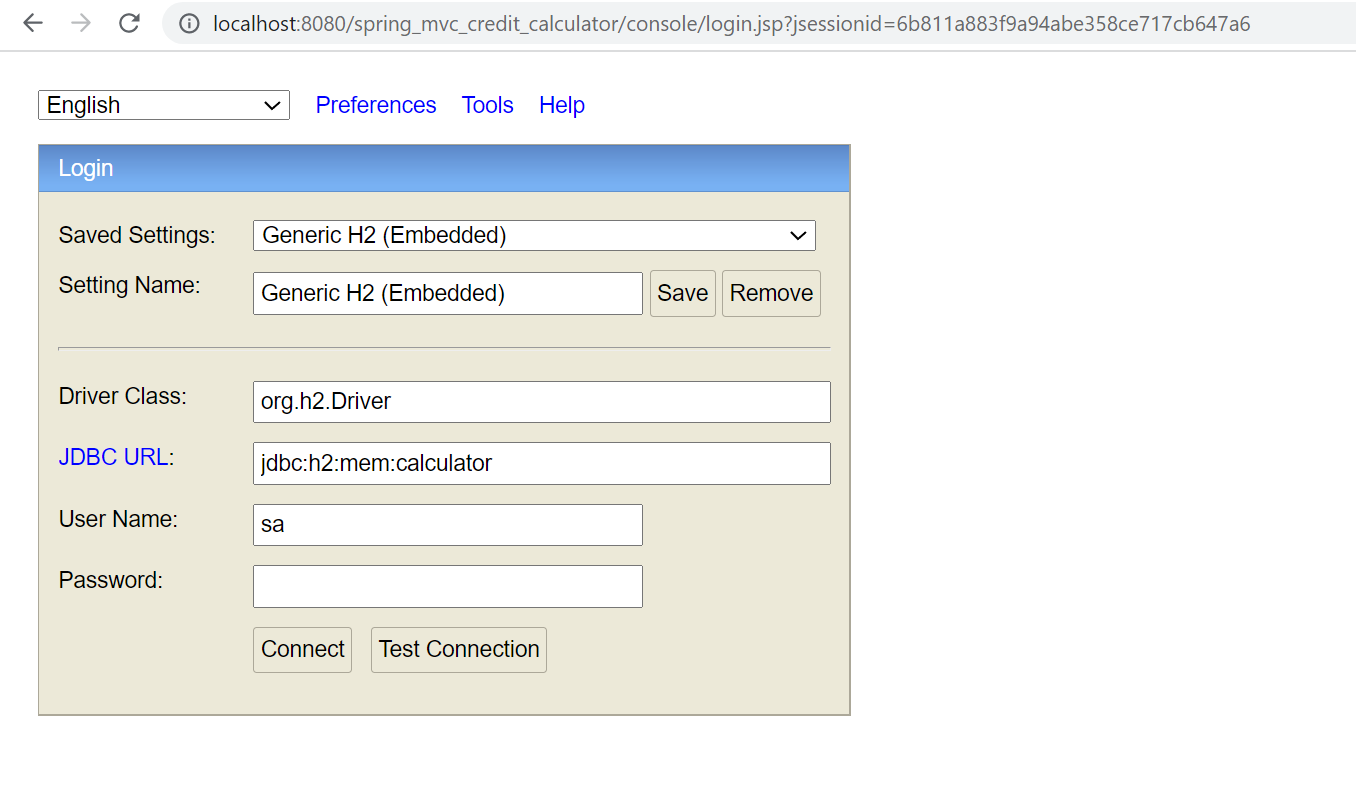 localhost:8080/spring_mvc_credit_calculator/console/login.jsp?jsessionid=6b811a883f9a94abe358ce717cb647a6
English Preferences Tools Help
Login
Saved Settings: Generic H2 (Embedded)
Setting Name: Generic H2 (Embedded) Save Remove
Driver Class: org.h2.Driver
JDBC URL: jdbc:h2:mem:calculator
User Name: sa
Password:
Connect Test Connection